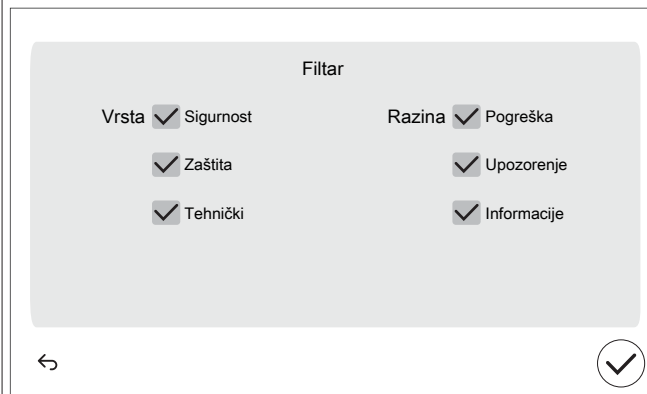 Filtar
Vrsta Sigurnost Razina Pogreška
Zaštita Upozorenje
Tehnički Informacije